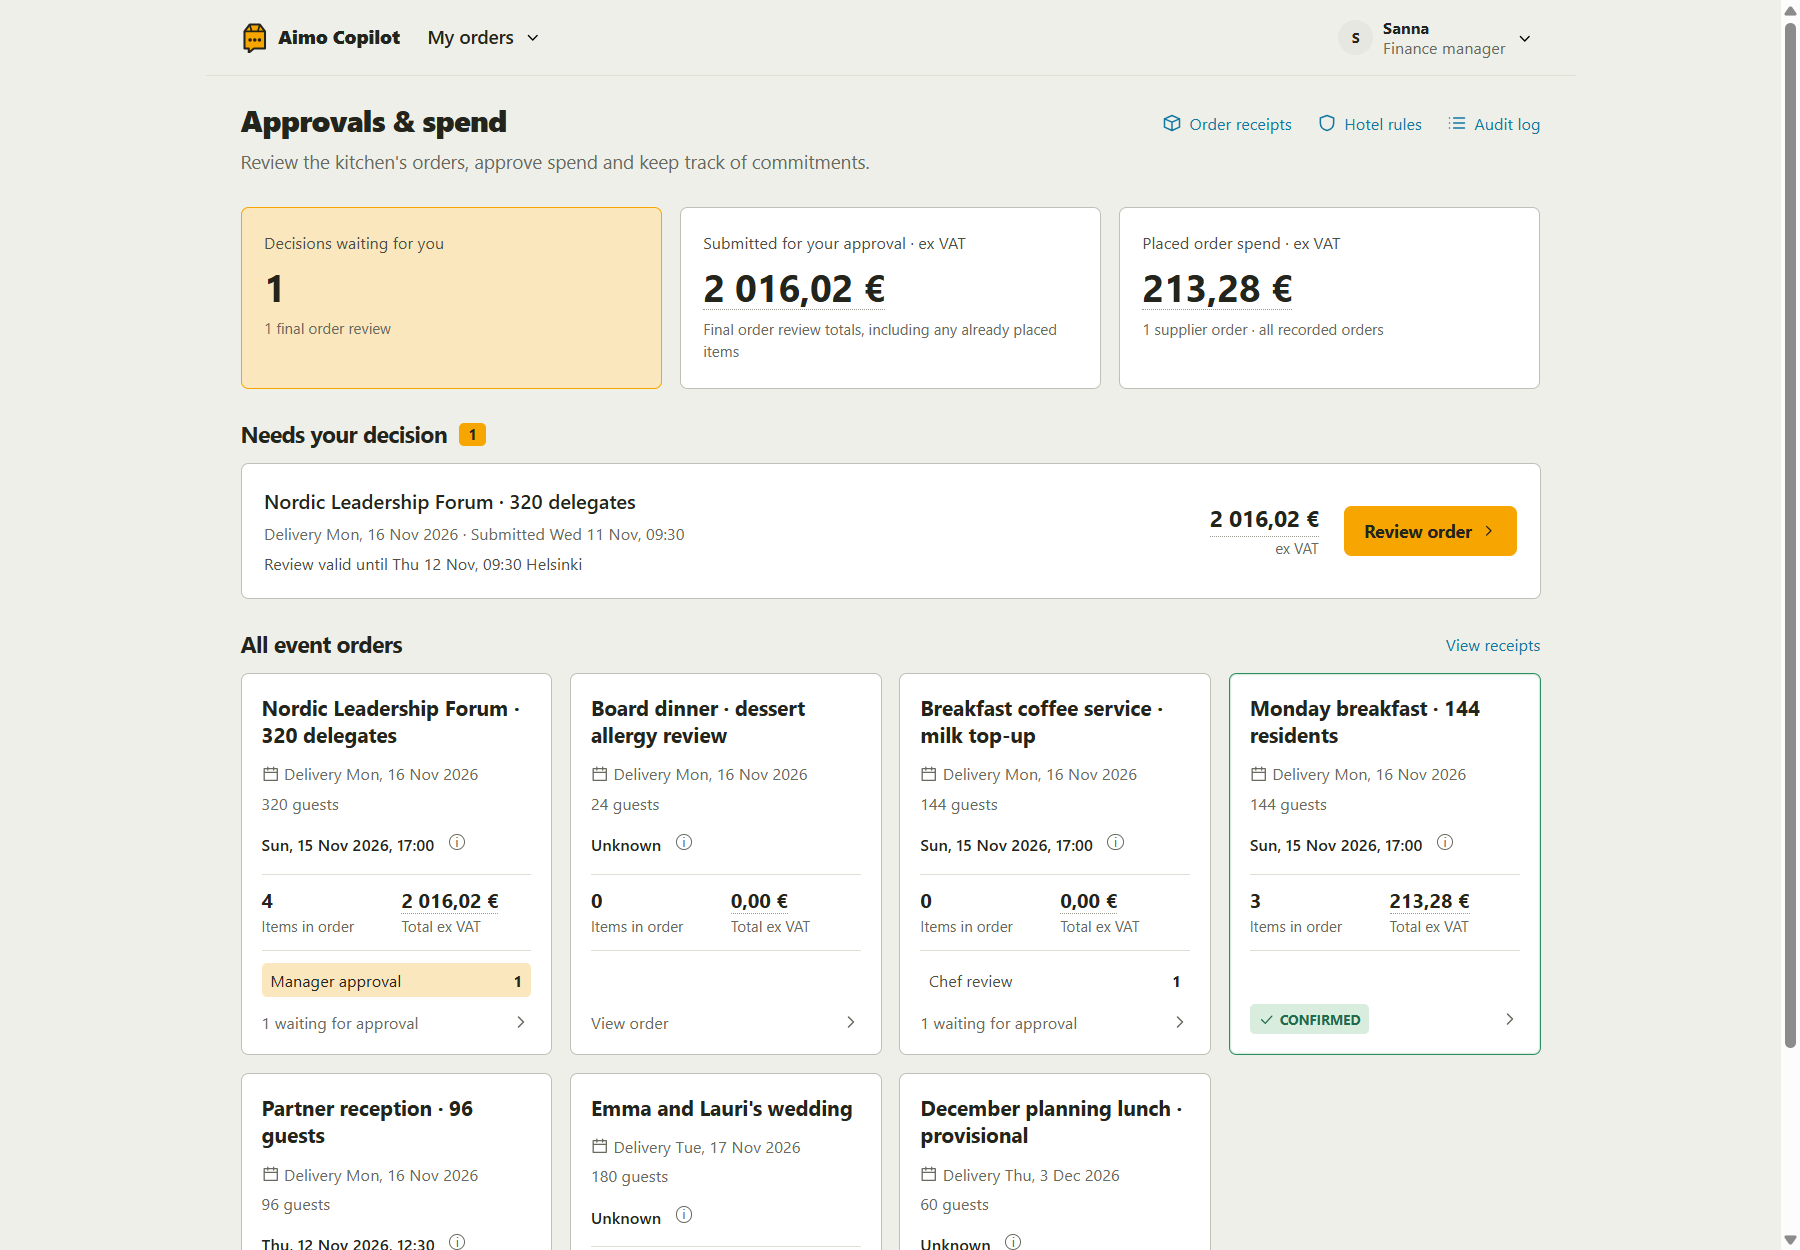 Aimo Copilot
My orders
S
Sanna
Finance manager
Approvals & spend
Order receipts
Hotel rules
Audit log
Review the kitchen's orders, approve spend and keep track of commitments.
Decisions waiting for you
1
1 final order review
Submitted for your approval · ex VAT
2 016,02 €
Final order review totals, including any already placed
items
Placed order spend · ex VAT
213,28 €
1 supplier order · all recorded orders
Needs your decision 1
Nordic Leadership Forum · 320 delegates
Delivery Mon, 16 Nov 2026 · Submitted Wed 11 Nov, 09:30
Review valid until Thu 12 Nov, 09:30 Helsinki
2 016,02 €
ex VAT
Review order
All event orders
View receipts
Nordic Leadership Forum ·
320 delegates
Delivery Mon, 16 Nov 2026
320 guests
Sun, 15 Nov 2026, 17:00
4
Items in order
2 016,02 €
Total ex VAT
Manager approval 1
1 waiting for approval
Board dinner · dessert
allergy review
Delivery Mon, 16 Nov 2026
24 guests
Unknown
0
Items in order
0,00 €
Total ex VAT
View order
Breakfast coffee service ·
milk top-up
Delivery Mon, 16 Nov 2026
144 guests
Sun, 15 Nov 2026, 17:00
0
Items in order
0,00 €
Total ex VAT
Chef review 1
1 waiting for approval
Monday breakfast · 144
residents
Delivery Mon, 16 Nov 2026
144 guests
Sun, 15 Nov 2026, 17:00
3
Items in order
213,28 €
Total ex VAT
CONFIRMED
Partner reception · 96
guests
Delivery Mon, 16 Nov 2026
96 guests
Thu, 12 Nov 2026, 12:30
Emma and Lauri's wedding
Delivery Tue, 17 Nov 2026
180 guests
Unknown
December planning lunch ·
provisional
Delivery Thu, 3 Dec 2026
60 guests
Unknown